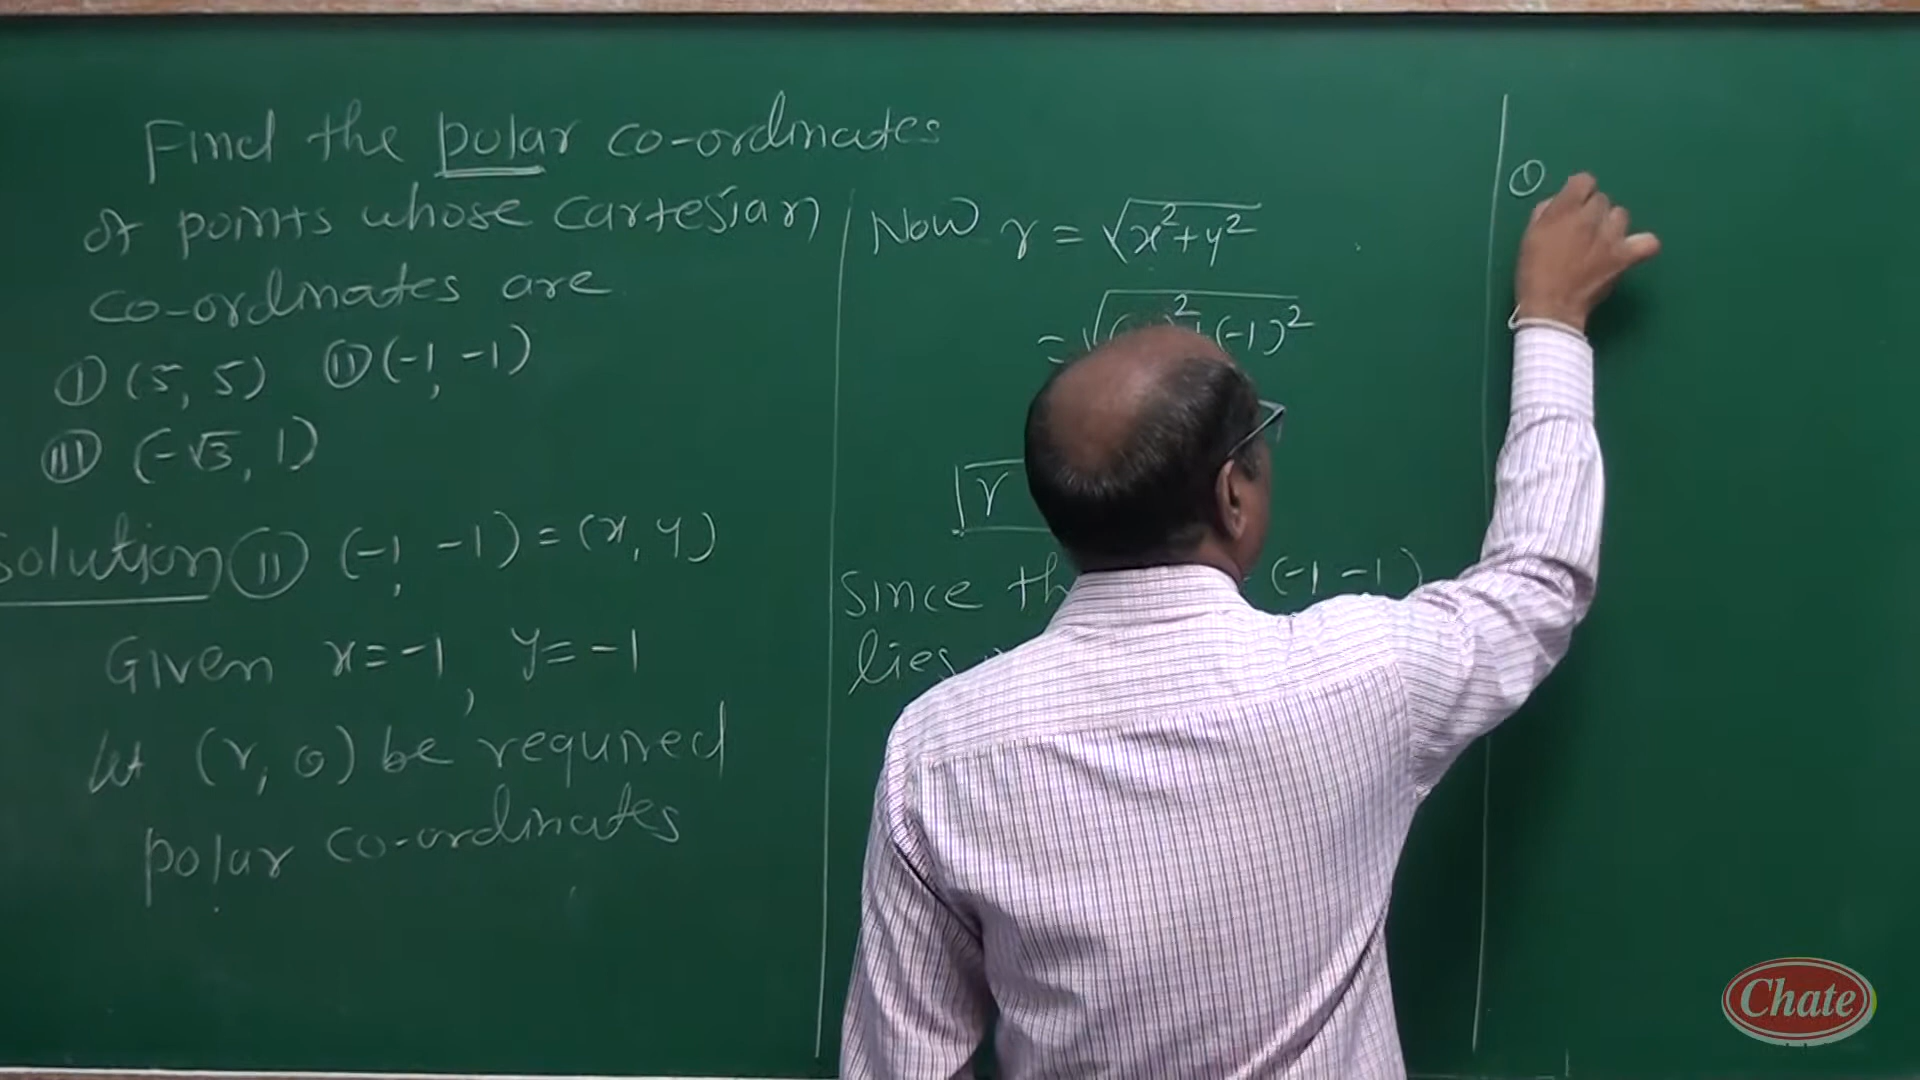 Find the polar co-ordinates
of points whose cartesian
co-ordinates are
Ⓘ (5, 5) Ⓘⓘ (-1, -1)
ⒾⒾⒾ (-√3, 1)
Solution ⒾⒾ (-1, -1) = (x, y)
Given x = -1, y = -1
let (r, θ) be required
polar co-ordinates
Now r = √x²+y²
= √ ² + (-1)²
r
Since (-1 -1)
lies
①
Chate